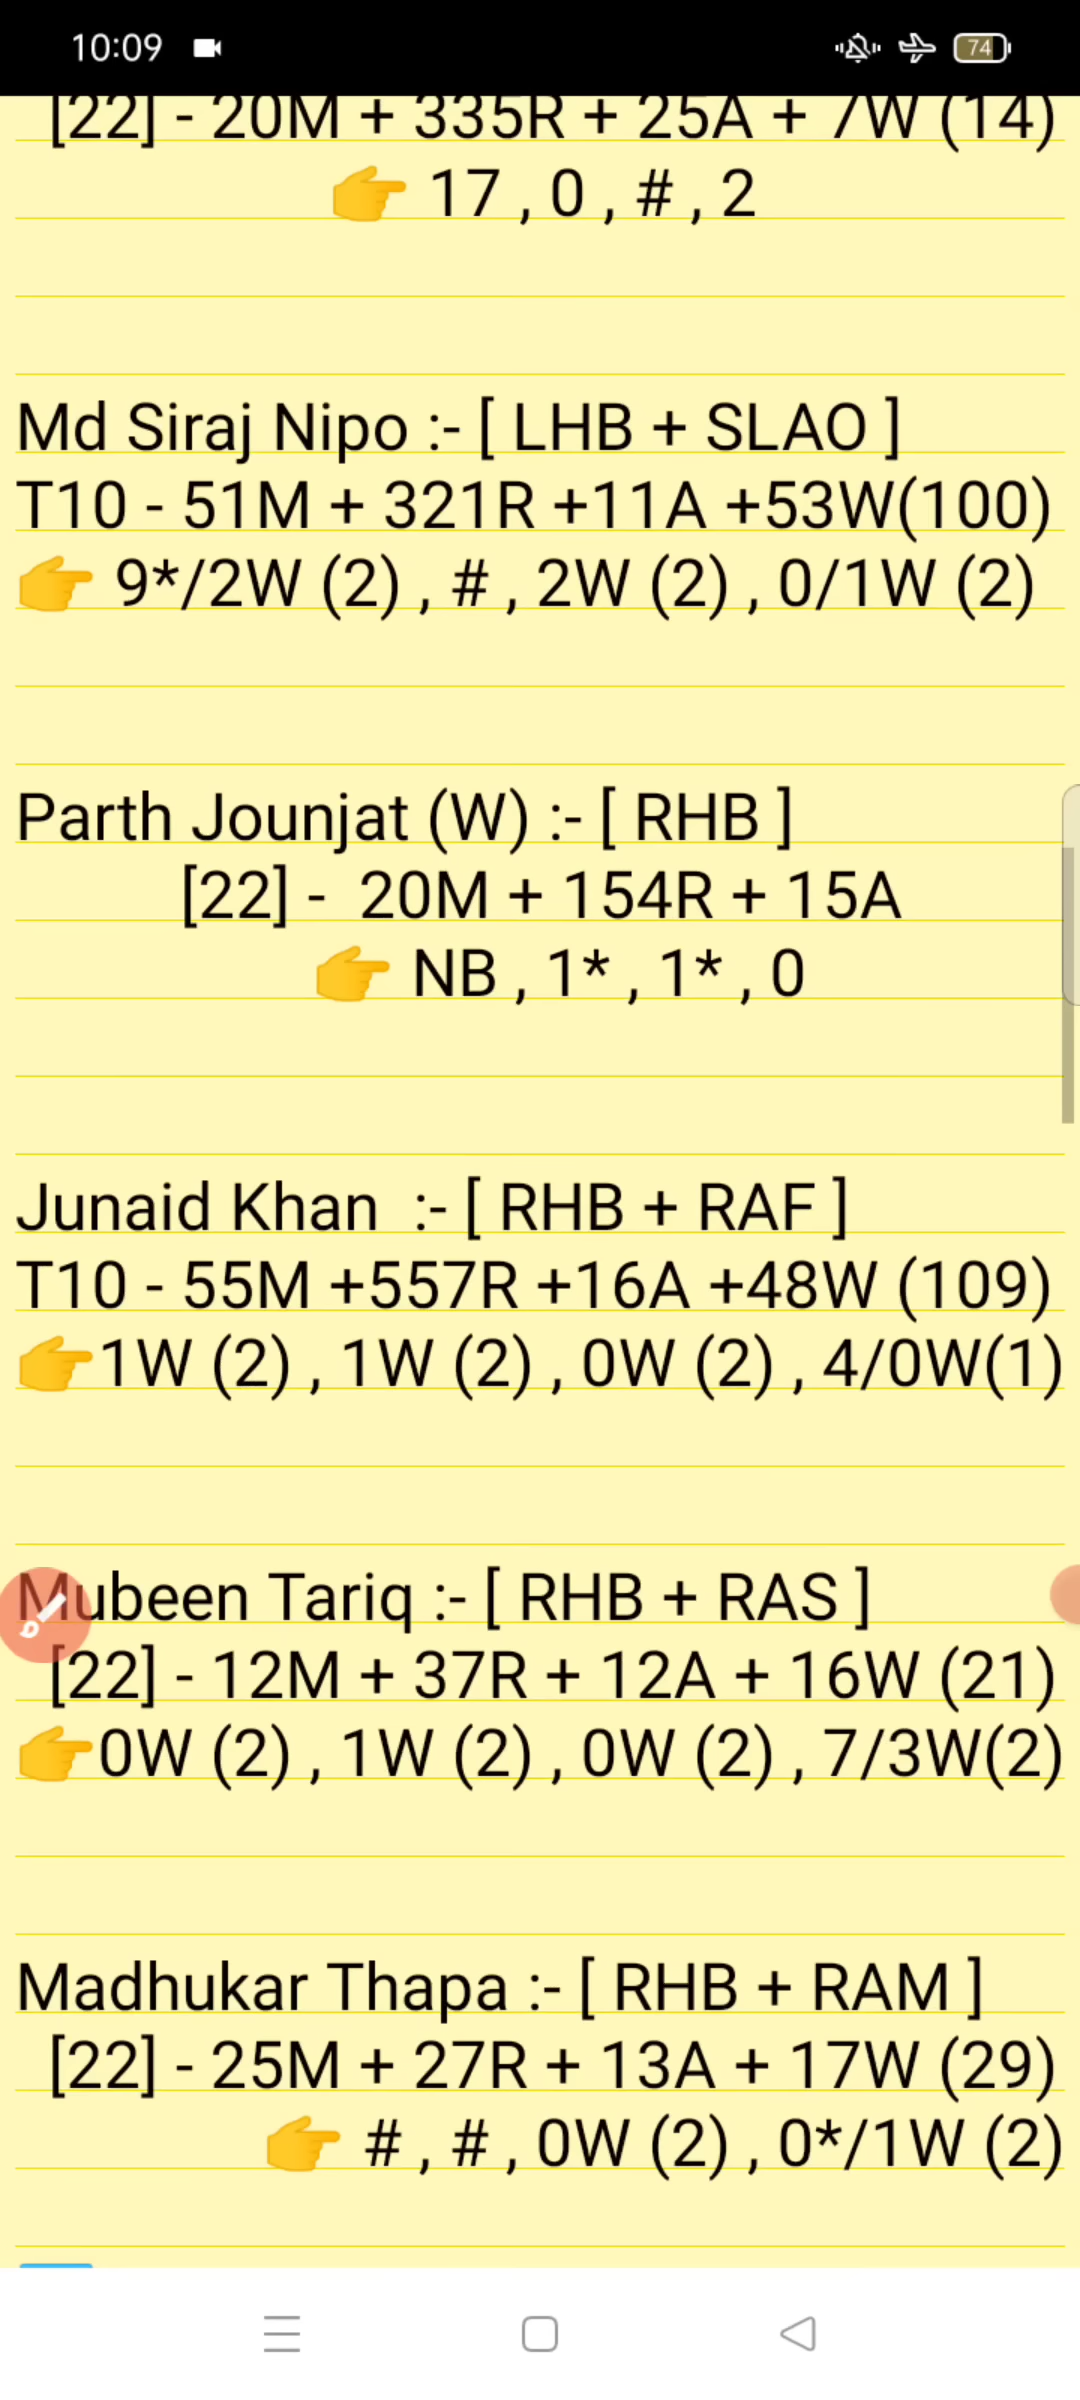 10:09
74
[22] - 20M + 335R + 25A + 7W (14)
👉 17 , 0 , # , 2
Md Siraj Nipo :- [ LHB + SLAO ]
T10 - 51M + 321R +11A +53W(100)
👉 9*/2W (2) , # , 2W (2) , 0/1W (2)
Parth Jounjat (W) :- [ RHB ]
[22] - 20M + 154R + 15A
👉 NB , 1* , 1* , 0
Junaid Khan :- [ RHB + RAF ]
T10 - 55M +557R +16A +48W (109)
👉1W (2) , 1W (2) , 0W (2) , 4/0W(1)
Mubeen Tariq :- [ RHB + RAS ]
[22] - 12M + 37R + 12A + 16W (21)
👉0W (2) , 1W (2) , 0W (2) , 7/3W(2)
Madhukar Thapa :- [ RHB + RAM ]
[22] - 25M + 27R + 13A + 17W (29)
👉 # , # , 0W (2) , 0*/1W (2)